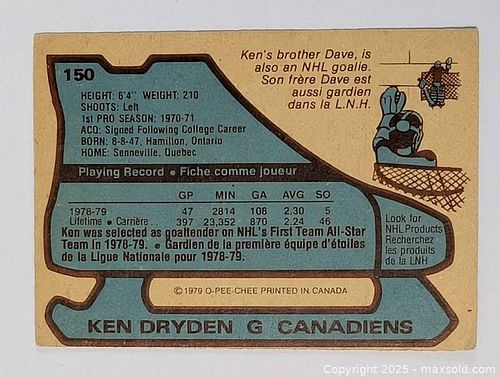 150
Ken's brother Dave, is
also an NHL goalie.
Son frère Dave est
aussi gardien
dans la L.N.H.
HEIGHT: 6'4" WEIGHT: 210
SHOOTS: Left
1st PRO SEASON: 1970-71
ACQ: Signed Following College Career
BORN: 8-8-47, Hamilton, Ontario
HOME: Senneville, Quebec
Playing Record • Fiche comme joueur
GP MIN GA AVG SO
1978-79 47 2814 108 2.30 5
Lifetime • Carrière. 397 23,352 870 2.24 46
Ken was selected as goaltender on NHL's First Team All-Star
Team in 1978-79. • Gardien de la première équipe d'étoiles
de la Ligue Nationale pour 1978-79.
Look for
NHL Products
Recherchez
les produits
de la LNH
© 1979 O-PEE-CHEE PRINTED IN CANADA
KEN DRYDEN G CANADIENS
Copyright 2025 - maxsold.com